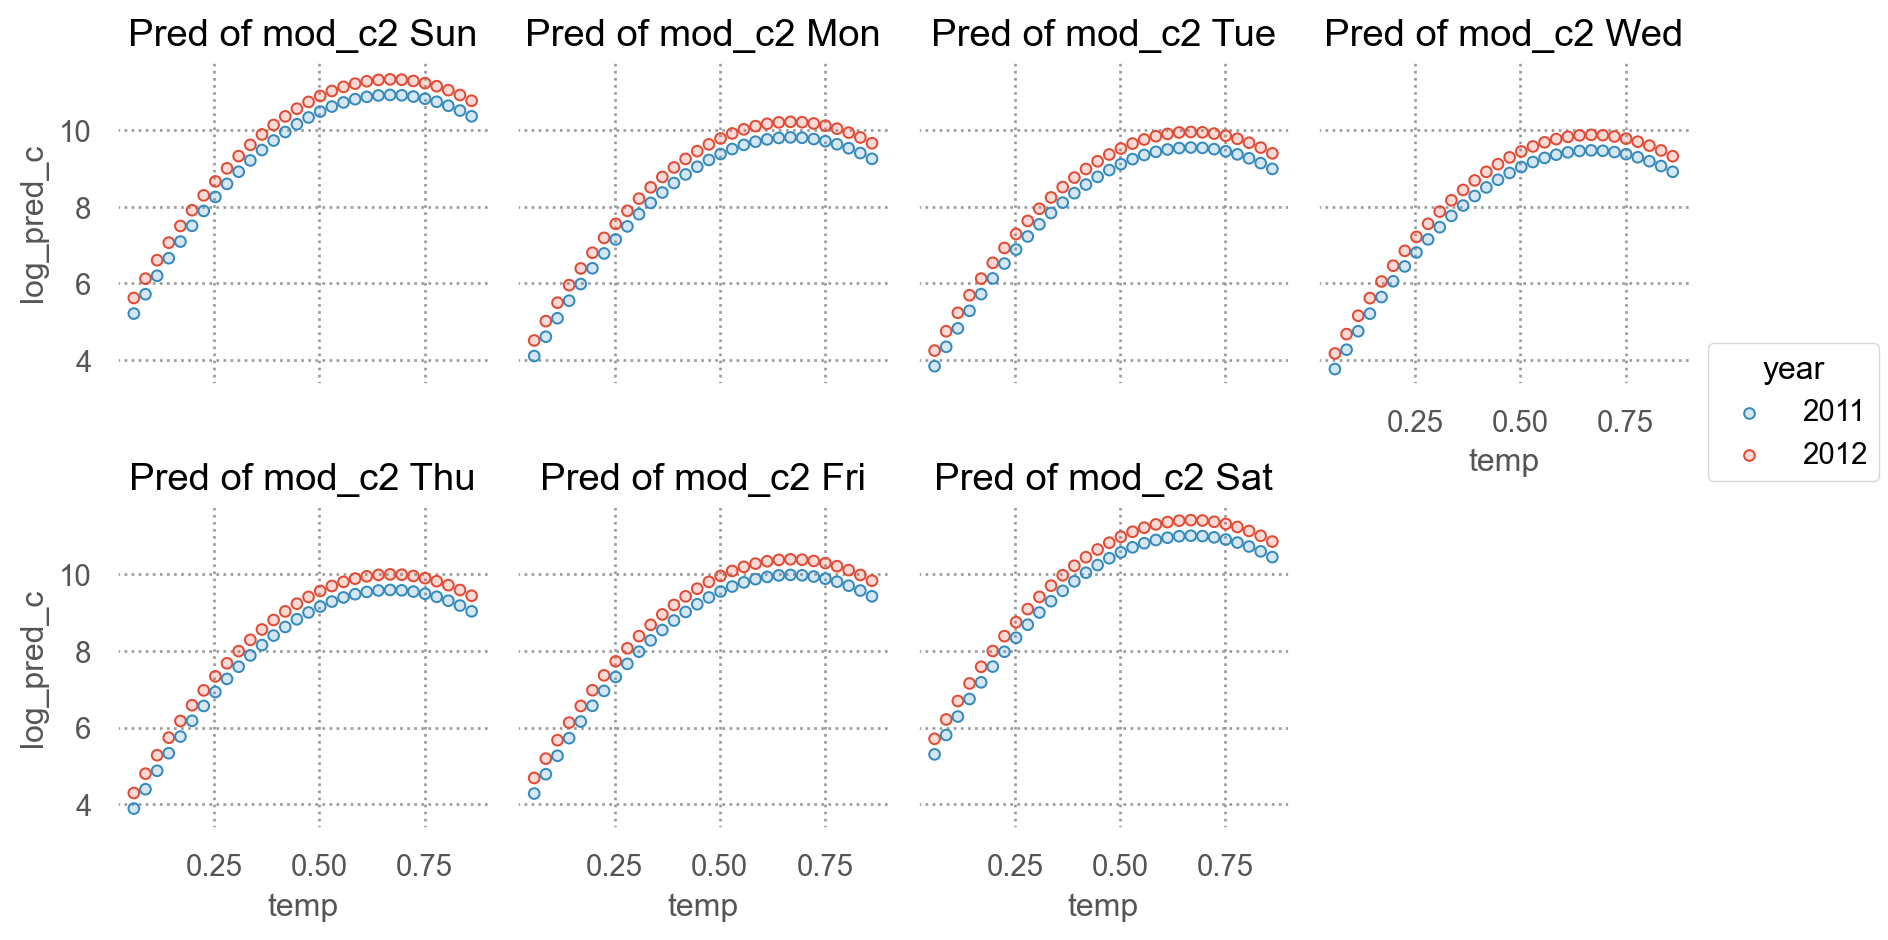 Pred of mod_c2 Sun
Pred of mod_c2 Mon
Pred of mod_c2 Tue
Pred of mod_c2 Wed
log_pred_c
10
8
6
4
0.25 0.50 0.75
temp
year
2011
2012
Pred of mod_c2 Thu
Pred of mod_c2 Fri
Pred of mod_c2 Sat
log_pred_c
10
8
6
4
0.25 0.50 0.75
temp
0.25 0.50 0.75
temp
0.25 0.50 0.75
temp